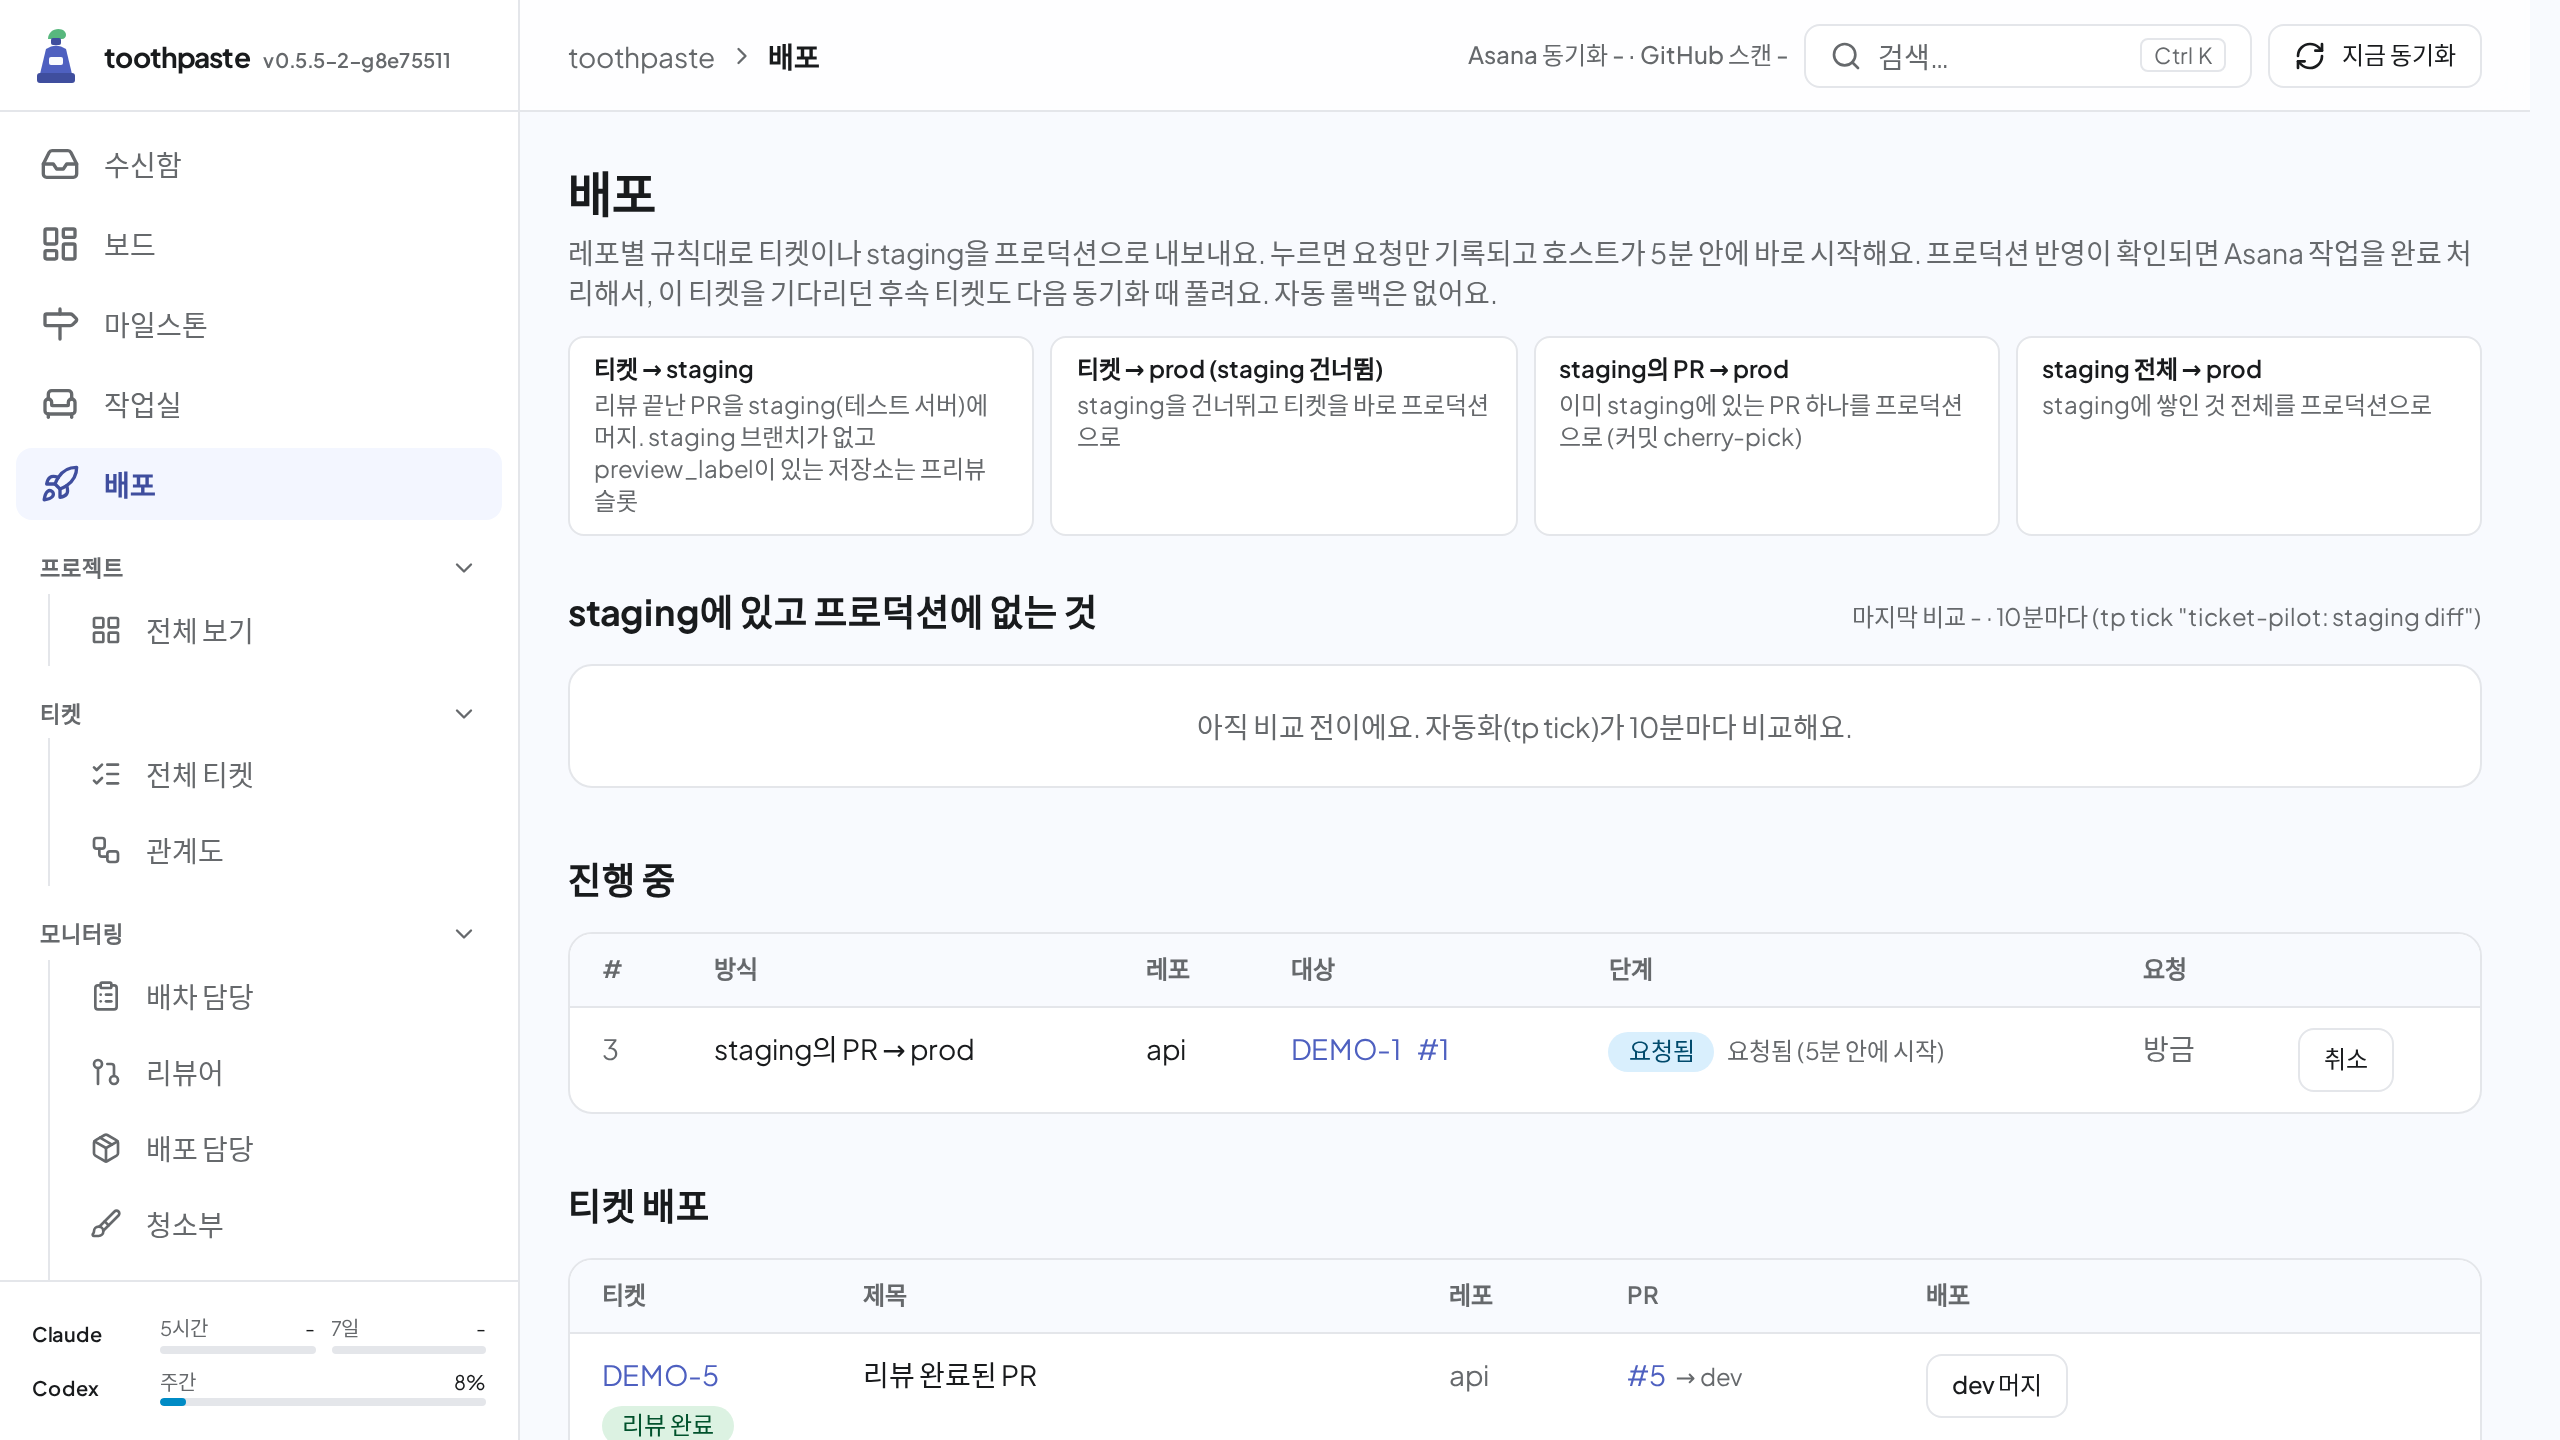 toothpaste v0.5.5-2-g8e75511
toothpaste > 배포
Asana 동기화 - · GitHub 스캔 -
검색...
Ctrl K
지금 동기화
수신함
보드
마일스톤
작업실
배포
프로젝트
전체 보기
티켓
전체 티켓
관계도
모니터링
배차 담당
리뷰어
배포 담당
청소부
Claude
5시간 -
7일 -
Codex
주간 8%
배포
레포별 규칙대로 티켓이나 staging을 프로덕션으로 내보내요. 누르면 요청만 기록되고 호스트가 5분 안에 바로 시작해요. 프로덕션 반영이 확인되면 Asana 작업을 완료 처
리해서, 이 티켓을 기다리던 후속 티켓도 다음 동기화 때 풀려요. 자동 롤백은 없어요.
티켓 → staging
리뷰 끝난 PR을 staging(테스트 서버)에
머지. staging 브랜치가 없고
preview_label이 있는 저장소는 프리뷰
슬롯
티켓 → prod (staging 건너뜀)
staging을 건너뛰고 티켓을 바로 프로덕션
으로
staging의 PR → prod
이미 staging에 있는 PR 하나를 프로덕션
으로 (커밋 cherry-pick)
staging 전체 → prod
staging에 쌓인 것 전체를 프로덕션으로
staging에 있고 프로덕션에 없는 것
마지막 비교 - · 10분마다 (tp tick "ticket-pilot: staging diff")
아직 비교 전이에요. 자동화(tp tick)가 10분마다 비교해요.
진행 중
# 방식 레포 대상 단계 요청
3 staging의 PR → prod api DEMO-1 #1 요청됨 요청됨 (5분 안에 시작) 방금 취소
티켓 배포
티켓 제목 레포 PR 배포
DEMO-5 리뷰 완료된 PR api #5 → dev dev 머지
리뷰 완료